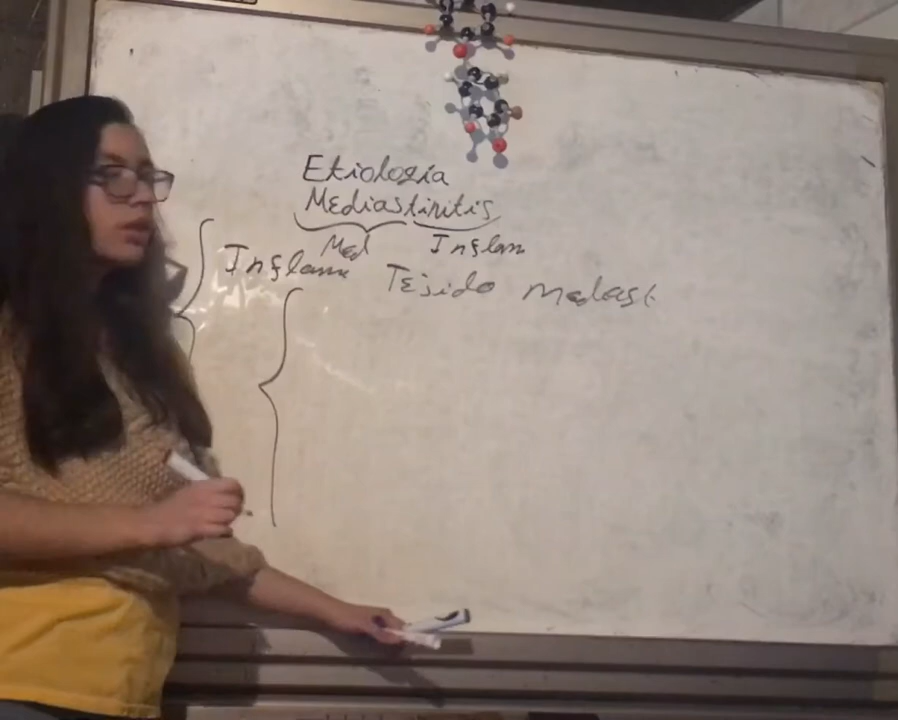 Etiología
Mediastinitis
Med Inflam
Inflam Tejido mediast